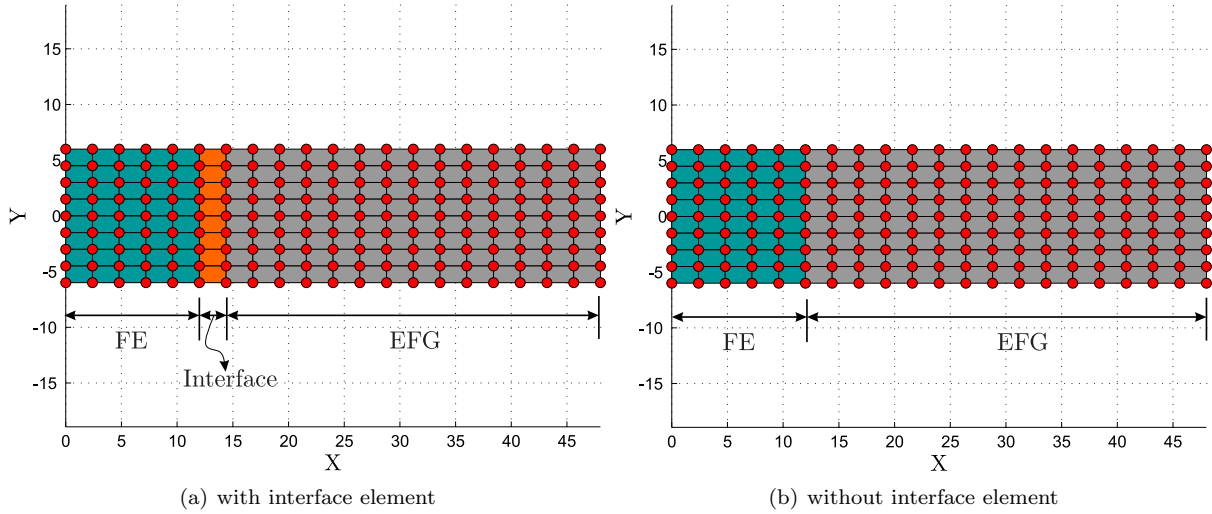 15
10
5
0
-5
-10
-15
Y
FE
EFG
Interface
0 5 10 15 20 25 30 35 40 45
X
(a) with interface element
15
10
5
0
-5
-10
-15
Y
FE
EFG
0 5 10 15 20 25 30 35 40 45
X
(b) without interface element